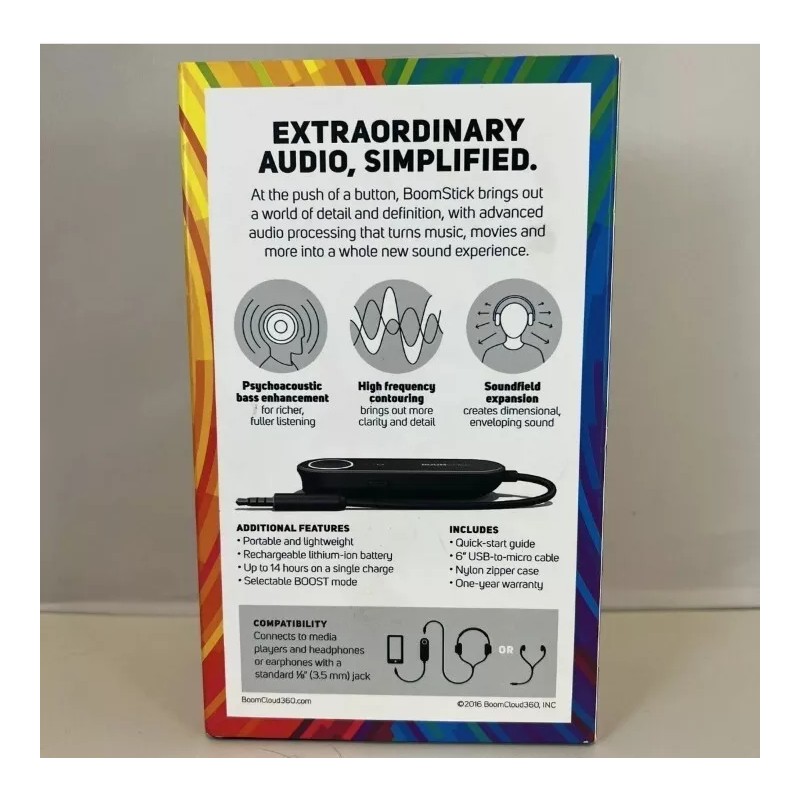 EXTRAORDINARY
AUDIO, SIMPLIFIED.
At the push of a button, BoomStick brings out
a world of detail and definition, with advanced
audio processing that turns music, movies and
more into a whole new sound experience.
Psychoacoustic
bass enhancement
for richer,
fuller listening
High frequency
contouring
brings out more
clarity and detail
Soundfield
expansion
creates dimensional,
enveloping sound
ADDITIONAL FEATURES
• Portable and lightweight
• Rechargeable lithium-ion battery
• Up to 14 hours on a single charge
• Selectable BOOST mode
INCLUDES
• Quick-start guide
• 6" USB-to-micro cable
• Nylon zipper case
• One-year warranty
COMPATIBILITY
Connects to media
players and headphones
or earphones with a
standard ⅛" (3.5 mm) jack
OR
BoomCloud360.com
©2016 BoomCloud360, INC